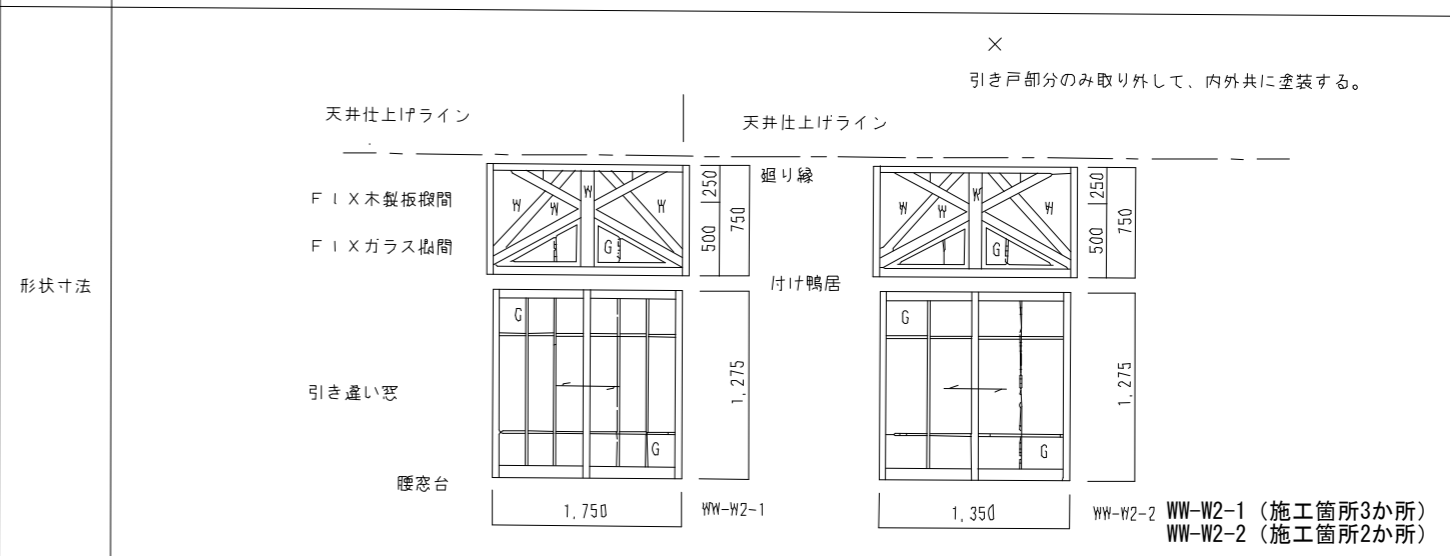 ×
引き戸部分のみ取り外して、内外共に塗装する。
天井仕上げライン
天井仕上げライン
廻り縁
FIX木製板欄間
FIXガラス欄間
W W W W
G
250
500
750
W W W W
G
250
500
750
形状寸法
付け鴨居
G
G
1,275
G
G
1,275
引き違い窓
腰窓台
1,750
WW-W2-1
1,350
WW-W2-2
WW-W2-1（施工箇所3か所）
WW-W2-2（施工箇所2か所）